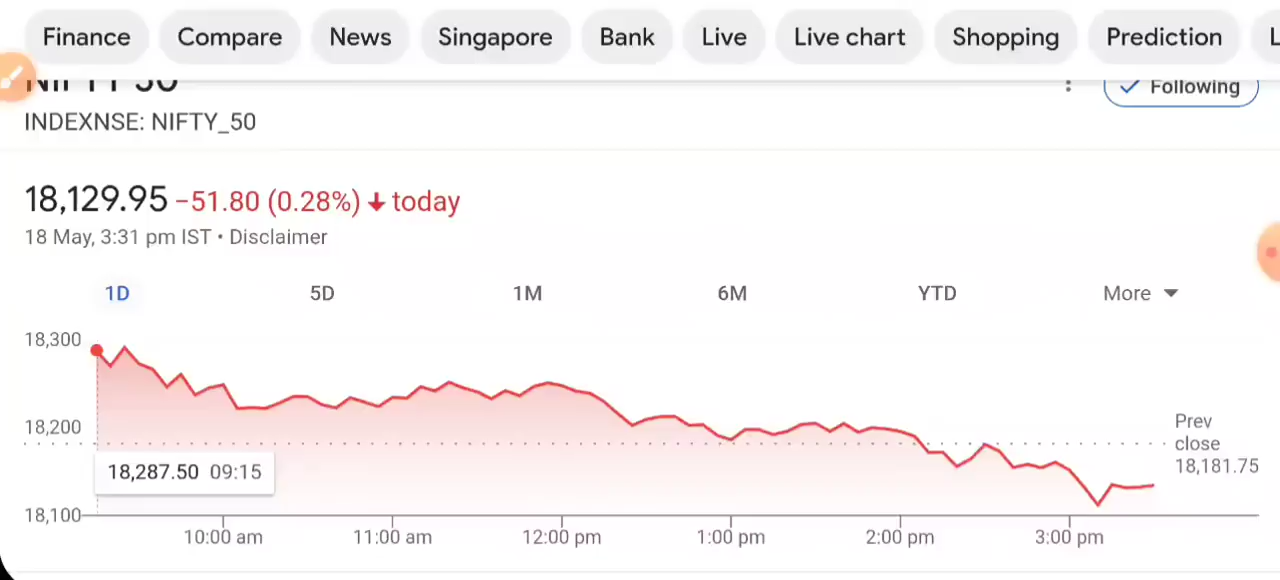 Finance Compare News Singapore Bank Live Live chart Shopping Prediction L
NIFTY 50
Following
INDEXNSE: NIFTY_50
18,129.95 −51.80 (0.28%) ↓ today
18 May, 3:31 pm IST • Disclaimer
1D 5D 1M 6M YTD More
18,300
18,200
18,100
Prev
close
18,181.75
18,287.50 09:15
10:00 am 11:00 am 12:00 pm 1:00 pm 2:00 pm 3:00 pm